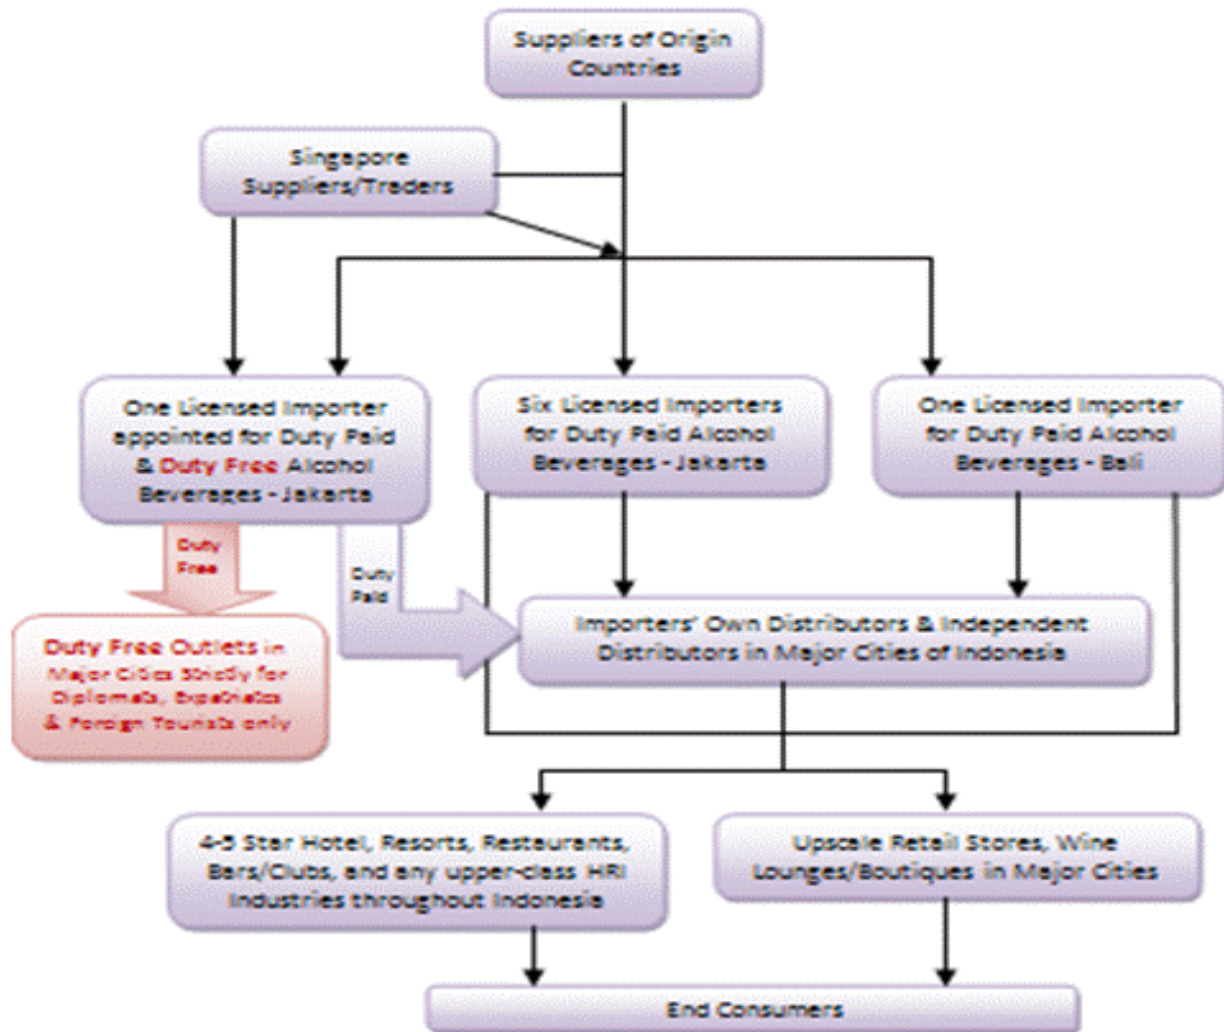 Suppliers of Origin
Countries
Singapore
Suppliers/Traders
One Licensed Importer
appointed for Duty Paid
& Duty Free Alcohol
Beverages - Jakarta
Six Licensed Importers
for Duty Paid Alcohol
Beverages - Jakarta
One Licensed Importer
for Duty Paid Alcohol
Beverages - Bali
Duty
Free
Duty
Paid
Importers' Own Distributors & Independent
Distributors in Major Cities of Indonesia
Duty Free Outlets in
Major Cities Strictly for
Diplomats, Expatriates
& Foreign Tourists only
4-5 Star Hotel, Resorts, Restaurants,
Bars/Clubs, and any upper-class HRI
Industries throughout Indonesia
Upscale Retail Stores, Wine
Lounges/Boutiques in Major Cities
End Consumers